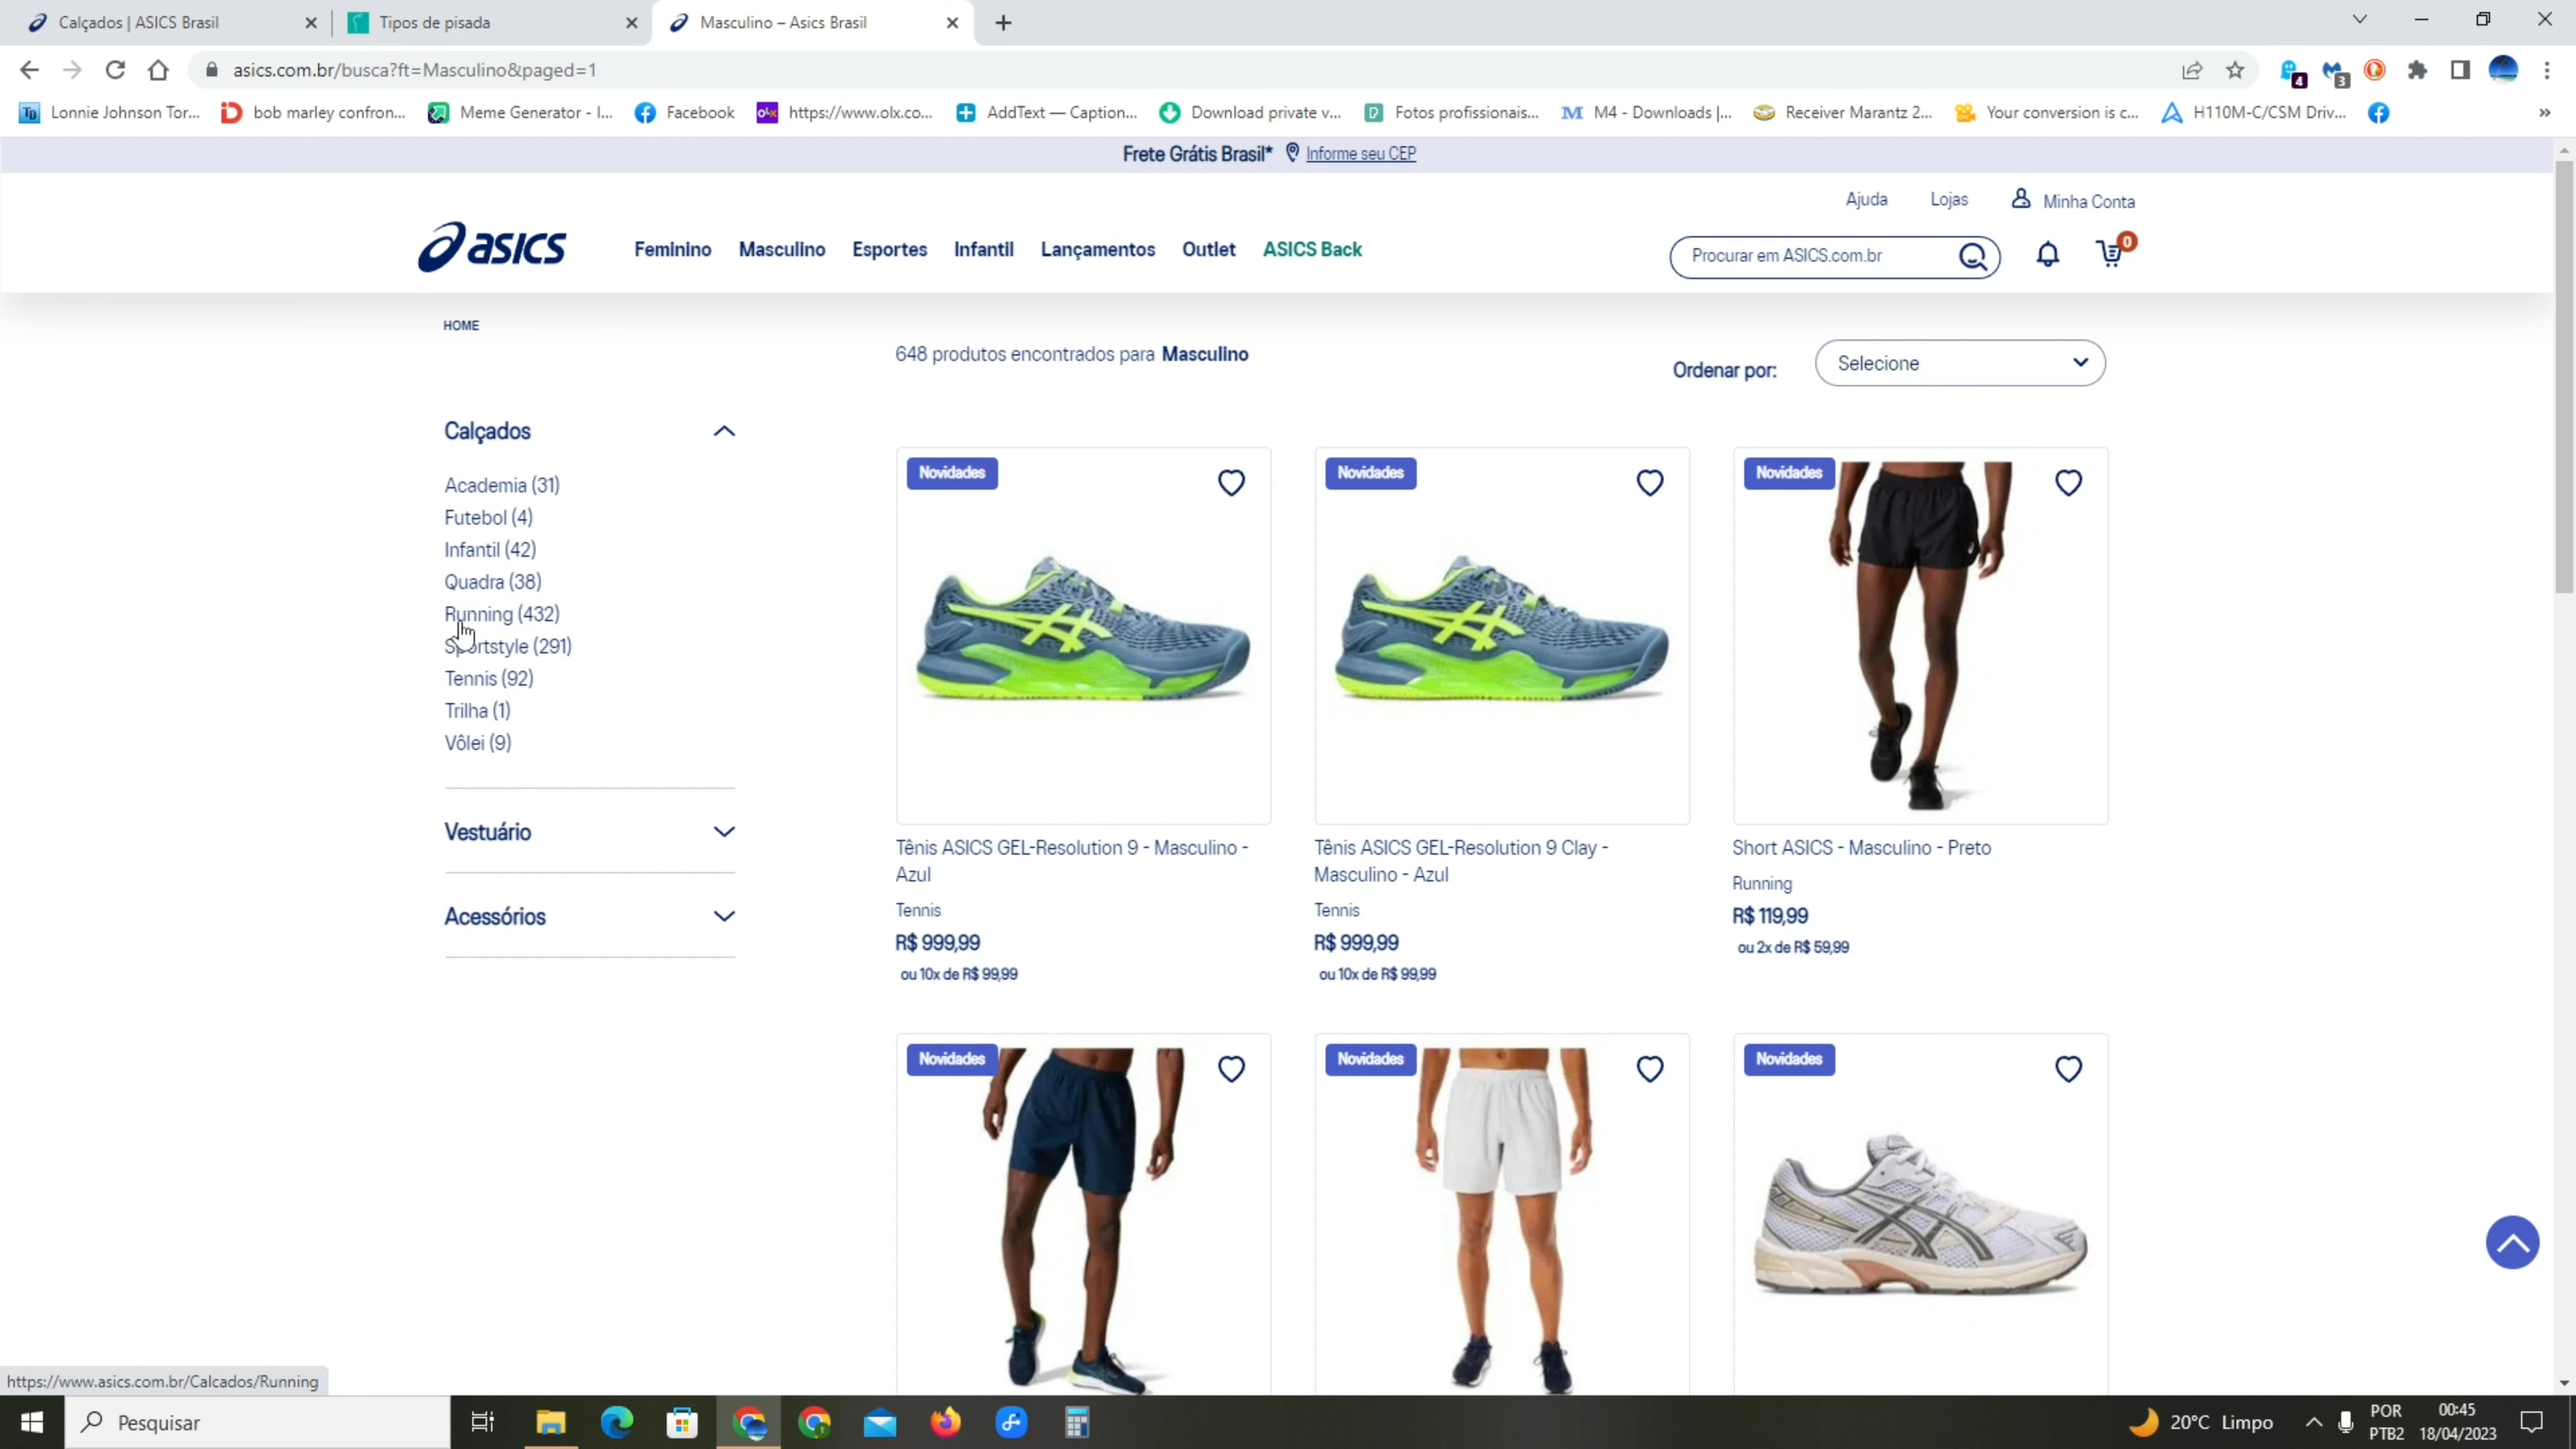 Calçados | ASICS Brasil
Tipos de pisada
Masculino – Asics Brasil
asics.com.br/busca?ft=Masculino&paged=1
4
3
Lonnie Johnson Tor...
bob marley confron...
Meme Generator - I...
Facebook
https://www.olx.co...
AddText — Caption...
Download private v...
Fotos profissionais...
M4 - Downloads |...
Receiver Marantz 2...
Your conversion is c...
H110M-C/CSM Driv...
»
Frete Grátis Brasil* Informe seu CEP
Ajuda
Lojas
Minha Conta
asics
Feminino
Masculino
Esportes
Infantil
Lançamentos
Outlet
ASICS Back
Procurar em ASICS.com.br
0
HOME
648 produtos encontrados para Masculino
Ordenar por:
Selecione
Calçados
Academia (31)
Futebol (4)
Infantil (42)
Quadra (38)
Running (432)
Sportstyle (291)
Tennis (92)
Trilha (1)
Vôlei (9)
Vestuário
Acessórios
Novidades
Tênis ASICS GEL-Resolution 9 - Masculino -
Azul
Tennis
R$ 999,99
ou 10x de R$ 99,99
Novidades
Tênis ASICS GEL-Resolution 9 Clay -
Masculino - Azul
Tennis
R$ 999,99
ou 10x de R$ 99,99
Novidades
Short ASICS - Masculino - Preto
Running
R$ 119,99
ou 2x de R$ 59,99
Novidades
Novidades
Novidades
https://www.asics.com.br/Calcados/Running
Pesquisar
20°C Limpo
POR
PTB2
00:45
18/04/2023